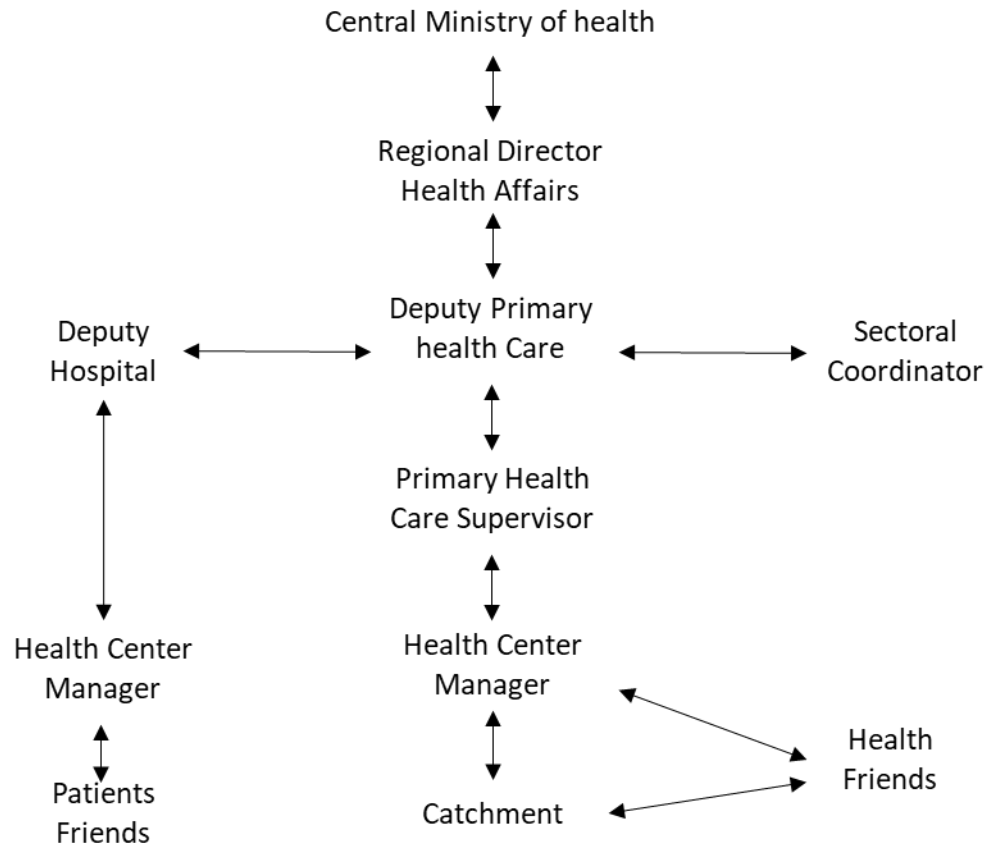 Central Ministry of health
Regional Director
Health Affairs
Deputy Primary
health Care
Deputy
Hospital
Sectoral
Coordinator
Primary Health
Care Supervisor
Health Center
Manager
Health Center
Manager
Health
Friends
Patients
Friends
Catchment